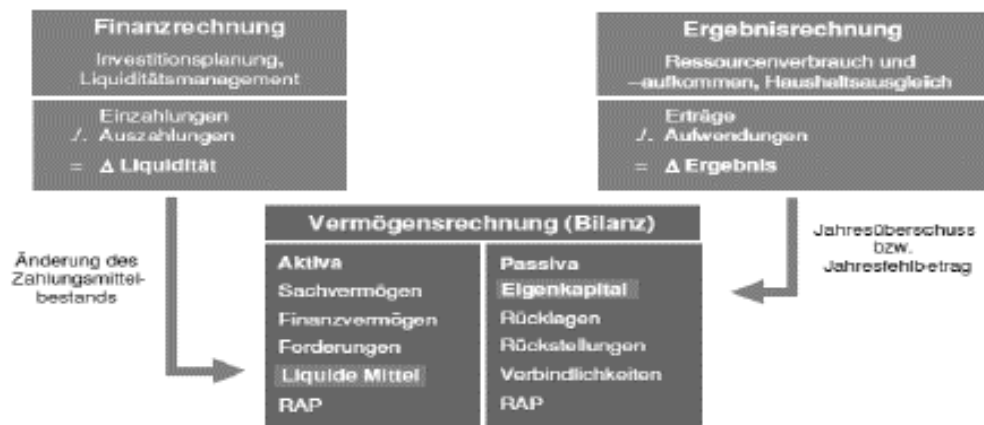 Finanzrechnung
Investitionsplanung,
Liquiditätsmanagement
Einzahlungen
./. Auszahlungen
= Δ Liquidität
Ergebnisrechnung
Ressourcenverbrauch und
–aufkommen, Haushaltsausgleich
Erträge
./. Aufwendungen
= Δ Ergebnis
Änderung des
Zahlungsmittel-
bestands
Vermögensrechnung (Bilanz)
Aktiva
Sachvermögen
Finanzvermögen
Forderungen
Liquide Mittel
RAP
Passiva
Eigenkapital
Rücklagen
Rückstellungen
Verbindlichkeiten
RAP
Jahresüberschuss
bzw.
Jahresfehlbetrag